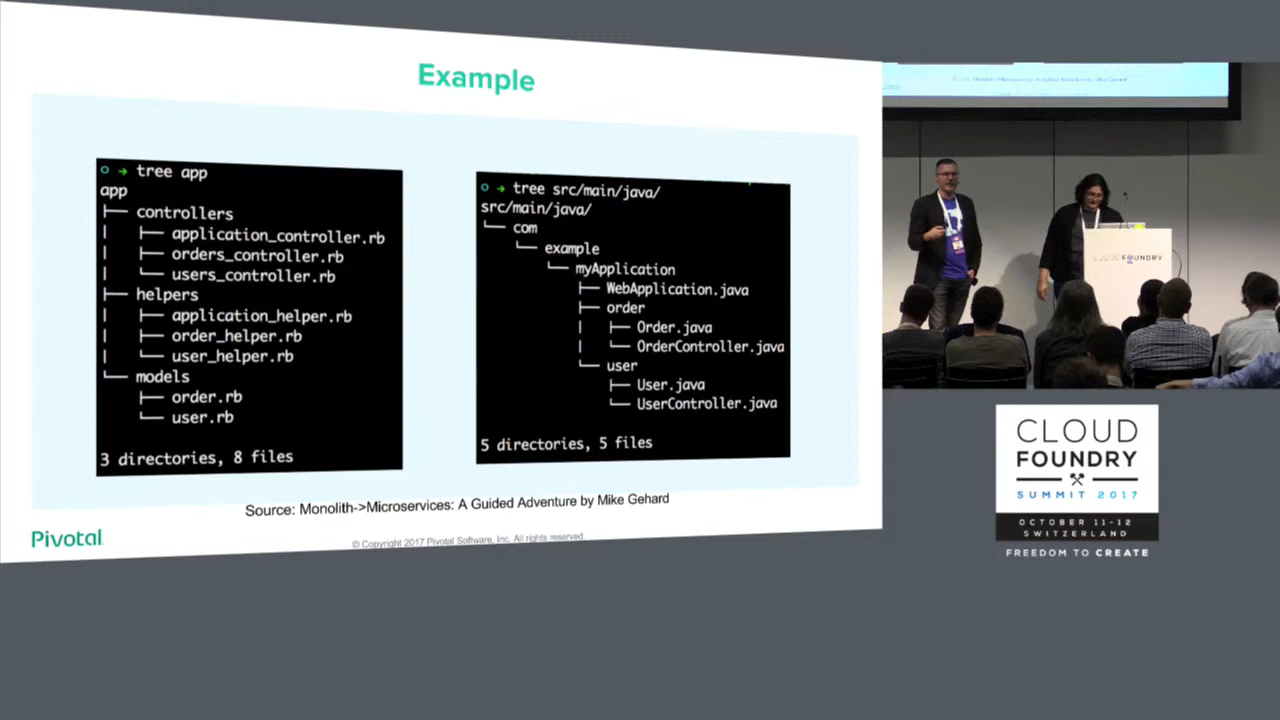 Example
○ → tree app
app
├── controllers
│   ├── application_controller.rb
│   ├── orders_controller.rb
│   └── users_controller.rb
├── helpers
│   ├── application_helper.rb
│   ├── order_helper.rb
│   └── user_helper.rb
└── models
    ├── order.rb
    └── user.rb
3 directories, 8 files
○ → tree src/main/java/
src/main/java/
└── com
    └── example
        └── myApplication
            ├── WebApplication.java
            ├── order
            │   ├── Order.java
            │   └── OrderController.java
            └── user
                ├── User.java
                └── UserController.java
5 directories, 5 files
Source: Monolith->Microservices: A Guided Adventure by Mike Gehard
Pivotal
© Copyright 2017 Pivotal Software, Inc. All rights reserved.
CLOUD FOUNDRY
CLOUD
FOUNDRY
SUMMIT 2017
OCTOBER 11-12
SWITZERLAND
FREEDOM TO CREATE